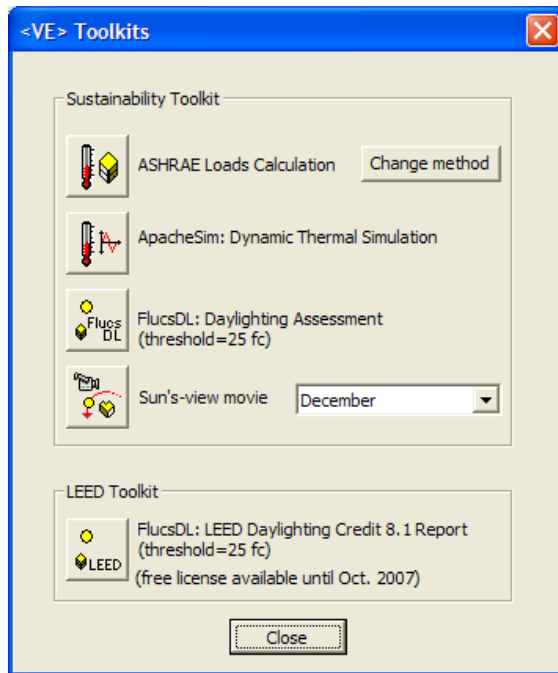 <VE> Toolkits
Sustainability Toolkit
ASHRAE Loads Calculation
Change method
ApacheSim: Dynamic Thermal Simulation
Flucs
DL
FlucsDL: Daylighting Assessment
(threshold=25 fc)
Sun's-view movie
December
LEED Toolkit
LEED
FlucsDL: LEED Daylighting Credit 8.1 Report
(threshold=25 fc)
(free license available until Oct. 2007)
Close